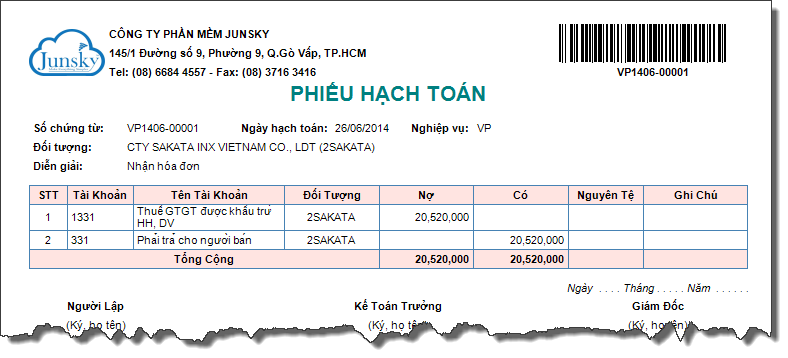 Junsky
CÔNG TY PHẦN MỀM JUNSKY
145/1 Đường số 9, Phường 9, Q.Gò Vấp, TP.HCM
Tel: (08) 6684 4557 - Fax: (08) 3716 3416
VP1406-00001
PHIẾU HẠCH TOÁN
Số chứng từ: VP1406-00001 Ngày hạch toán: 26/06/2014 Nghiệp vụ: VP
Đối tượng: CTY SAKATA INX VIETNAM CO., LDT (2SAKATA)
Diễn giải: Nhận hóa đơn
STT Tài Khoản Tên Tài Khoản Đối Tượng Nợ Có Nguyên Tệ Ghi Chú
1 1331 Thuế GTGT được khấu trừ HH, DV 2SAKATA 20,520,000
2 331 Phải trả cho người bán 2SAKATA 20,520,000
Tổng Cộng 20,520,000 20,520,000
Ngày . . . . Tháng . . . . . Năm . . . . . .
Người Lập Kế Toán Trưởng Giám Đốc
(Ký, họ tên) (Ký, họ tên) (Ký, họ tên)